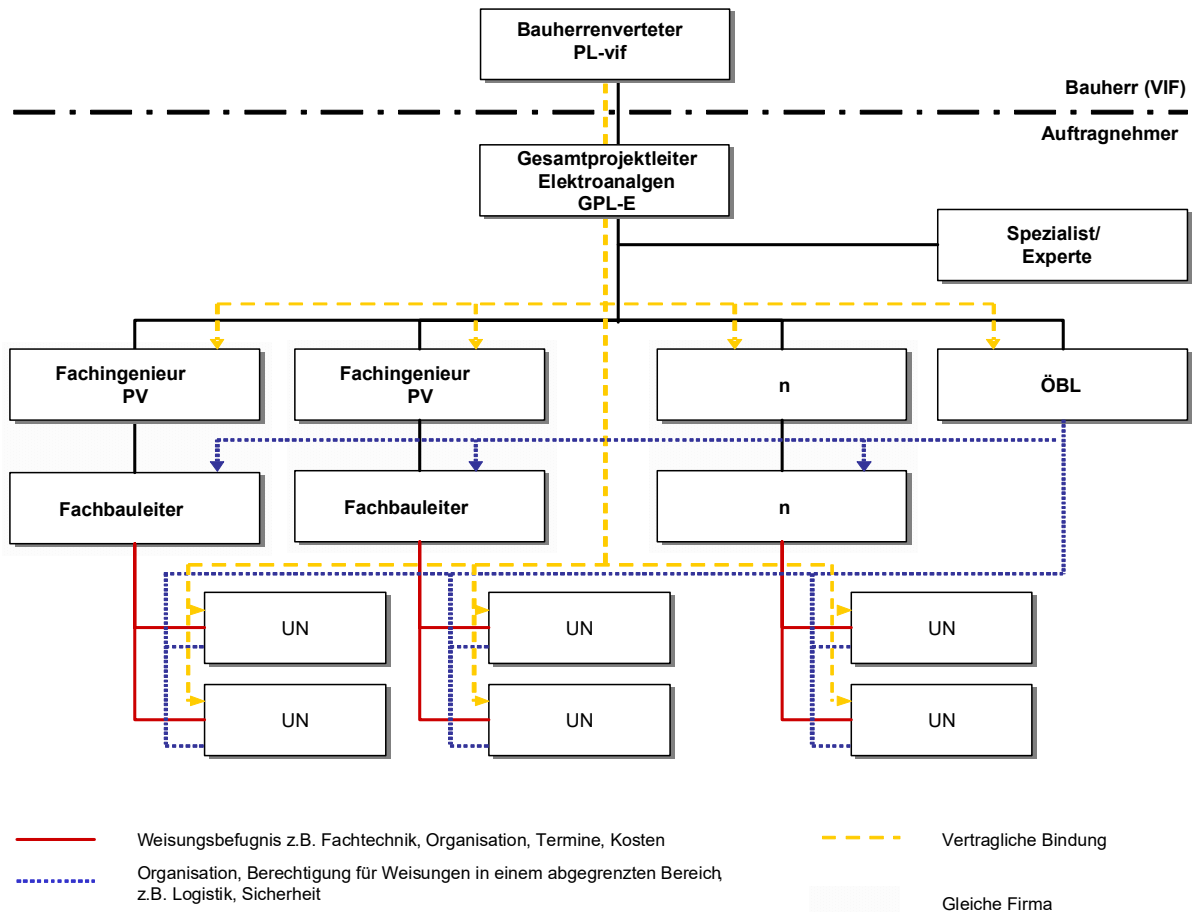 Bauherrenverteter
PL-vif
Bauherr (VIF)
Auftragnehmer
Gesamtprojektleiter
Elektroanalgen
GPL-E
Spezialist/
Experte
Fachingenieur
PV
Fachingenieur
PV
n
ÖBL
Fachbauleiter
Fachbauleiter
n
UN
UN
UN
UN
UN
UN
Weisungsbefugnis z.B. Fachtechnik, Organisation, Termine, Kosten
Vertragliche Bindung
Organisation, Berechtigung für Weisungen in einem abgegrenzten Bereich,
z.B. Logistik, Sicherheit
Gleiche Firma